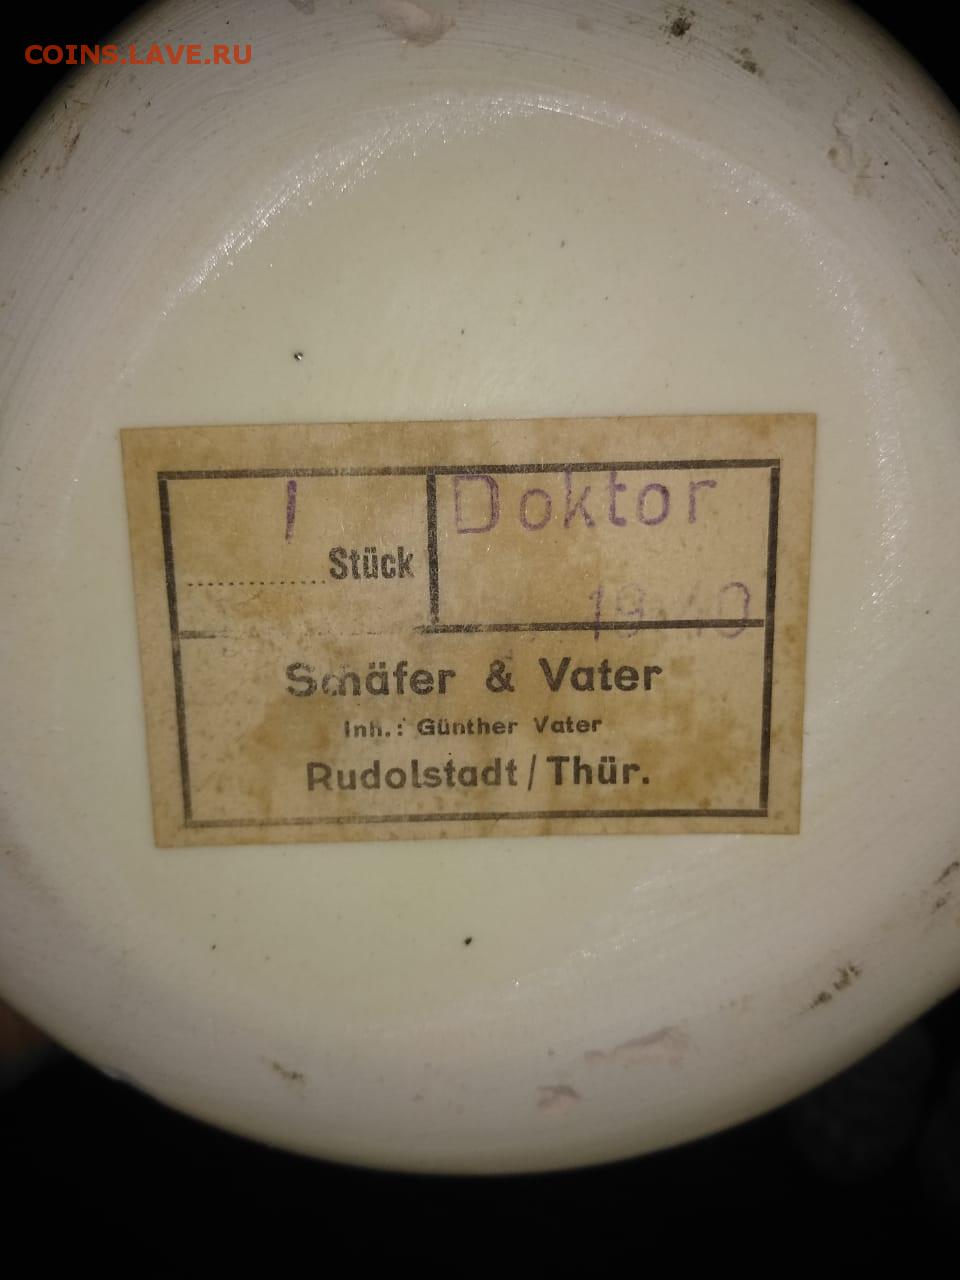 COINS.LAVE.RU
1 Doktor
Stück
Schäfer & Vater
Inh.: Günther Vater
Rudolstadt / Thür.